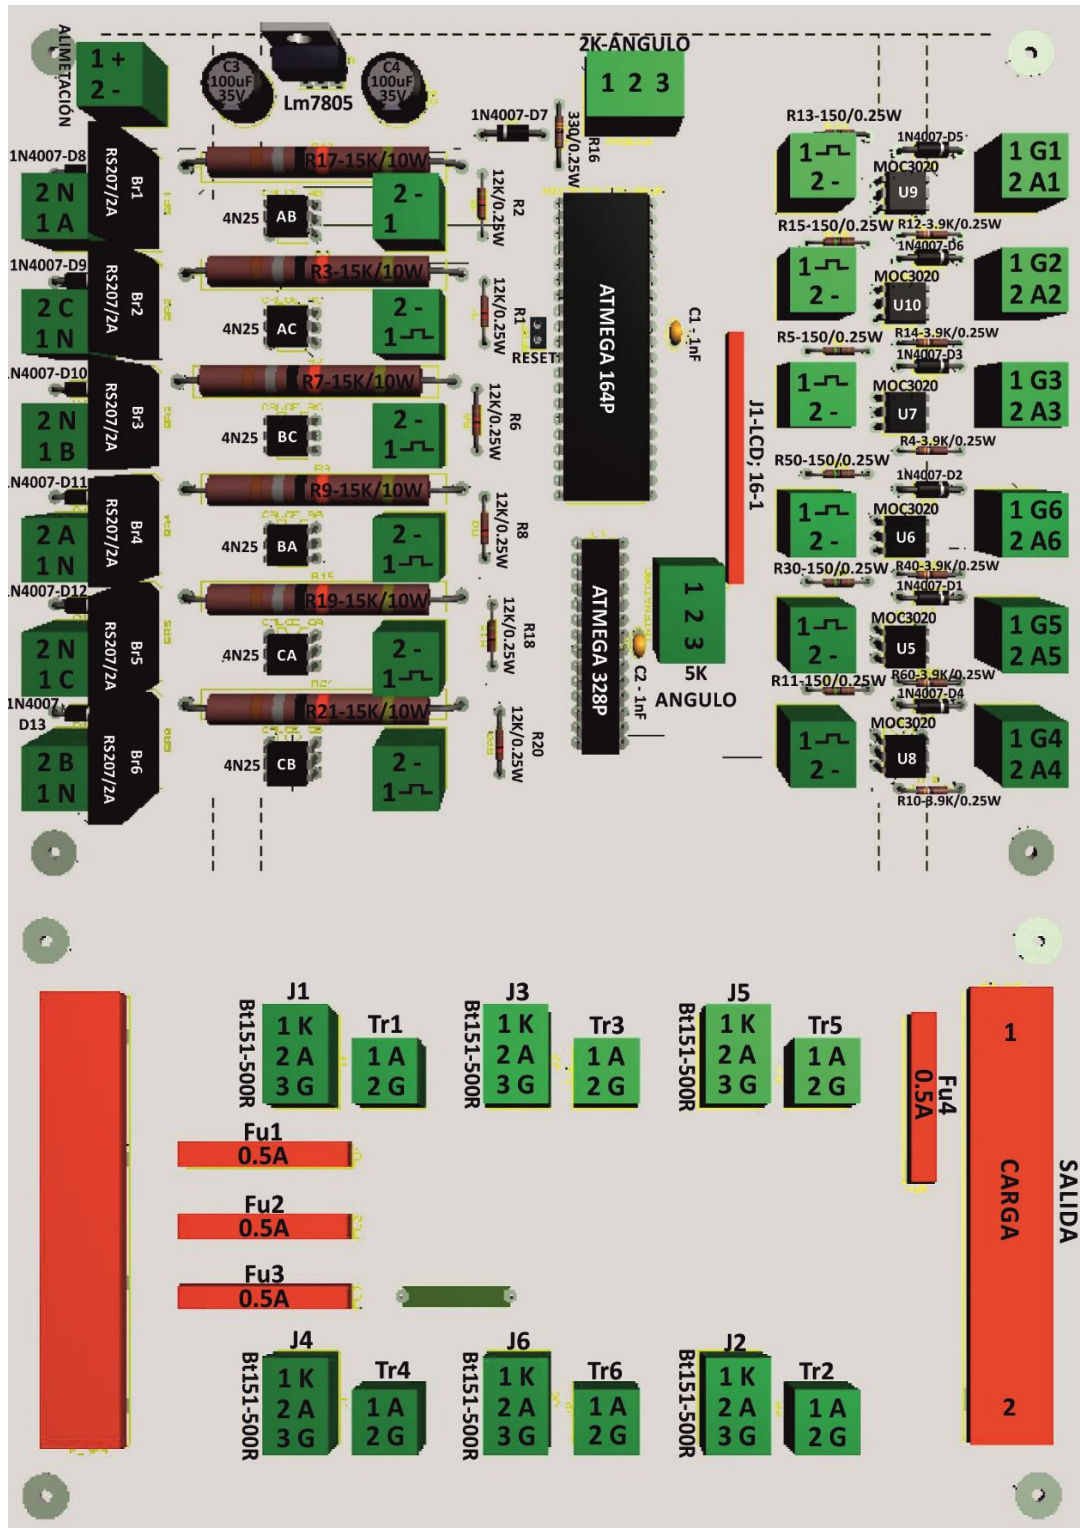 ALIMETACIÓN
1 +
2 -
C3
100uF
35V
Lm7805
C4
100uF
35V
2K-ANGULO
1 2 3
1N4007-D7
330/0.25W
R16
1N4007-D8
RS207/2A
Br1
2 N
1 A
R17-15K/10W
4N25
AB
2 -
1
12K/0.25W
R2
1N4007-D9
RS207/2A
Br2
2 C
1 N
R3-15K/10W
4N25
AC
2 -
1
12K/0.25W
R1
RESET
1N4007-D10
RS207/2A
Br3
2 N
1 B
R7-15K/10W
4N25
BC
2 -
1
12K/0.25W
R6
1N4007-D11
RS207/2A
Br4
2 A
1 N
R9-15K/10W
4N25
BA
2 -
1
12K/0.25W
R8
1N4007-D12
RS207/2A
Br5
2 N
1 C
R19-15K/10W
4N25
CA
2 -
1
12K/0.25W
R18
1N4007
D13
RS207/2A
Br6
2 B
1 N
R21-15K/10W
4N25
CB
2 -
1
12K/0.25W
R20
ATMEGA 164P
C1 - 1nF
J1-LCD; 16-1
ATMEGA 328P
C2 - 1nF
1 2 3
5K
ANGULO
R13-150/0.25W
1
2 -
1N4007-D5
MOC3020
U9
1 G1
2 A1
R12-3.9K/0.25W
R15-150/0.25W
1
2 -
1N4007-D6
MOC3020
U10
1 G2
2 A2
R14-3.9K/0.25W
R5-150/0.25W
1
2 -
1N4007-D3
MOC3020
U7
1 G3
2 A3
R4-3.9K/0.25W
R50-150/0.25W
1
2 -
1N4007-D2
MOC3020
U6
1 G6
2 A6
R40-3.9K/0.25W
R30-150/0.25W
1
2 -
1N4007-D1
MOC3020
U5
1 G5
2 A5
R60-3.9K/0.25W
R11-150/0.25W
1
2 -
1N4007-D4
MOC3020
U8
1 G4
2 A4
R10-3.9K/0.25W
J1
Bt151-500R
1 K
2 A
3 G
Tr1
1 A
2 G
J3
Bt151-500R
1 K
2 A
3 G
Tr3
1 A
2 G
J5
Bt151-500R
1 K
2 A
3 G
Tr5
1 A
2 G
Fu4
0.5A
1
CARGA
2
SALIDA
Fu1
0.5A
Fu2
0.5A
Fu3
0.5A
J4
Bt151-500R
1 K
2 A
3 G
Tr4
1 A
2 G
J6
Bt151-500R
1 K
2 A
3 G
Tr6
1 A
2 G
J2
Bt151-500R
1 K
2 A
3 G
Tr2
1 A
2 G